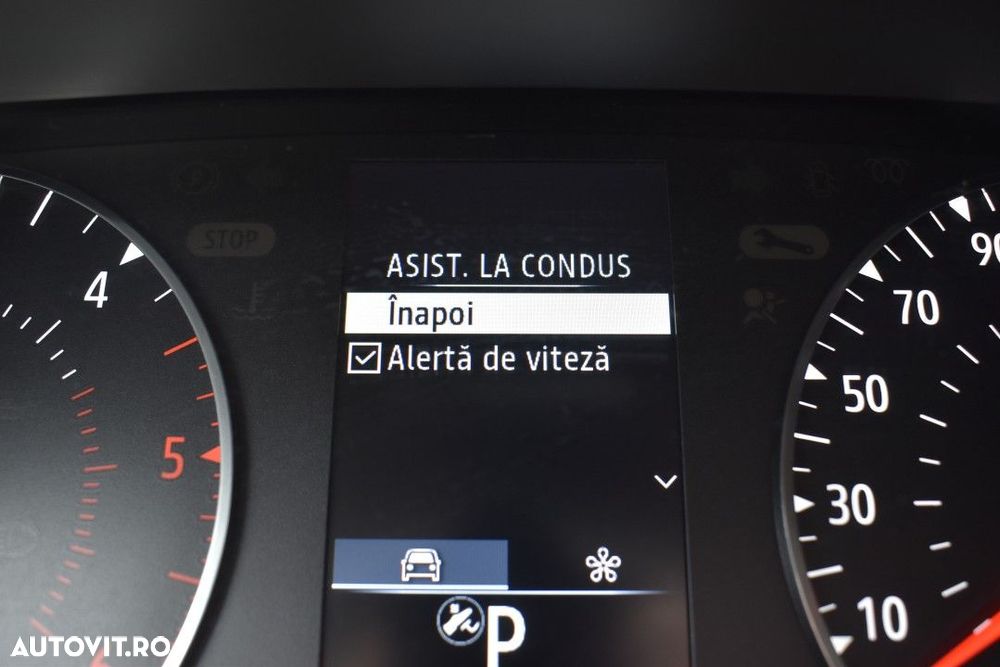 STOP
ASIST. LA CONDUS
Înapoi
Alertă de viteză
4
5
90
70
50
30
10
P
AUTOVIT.RO